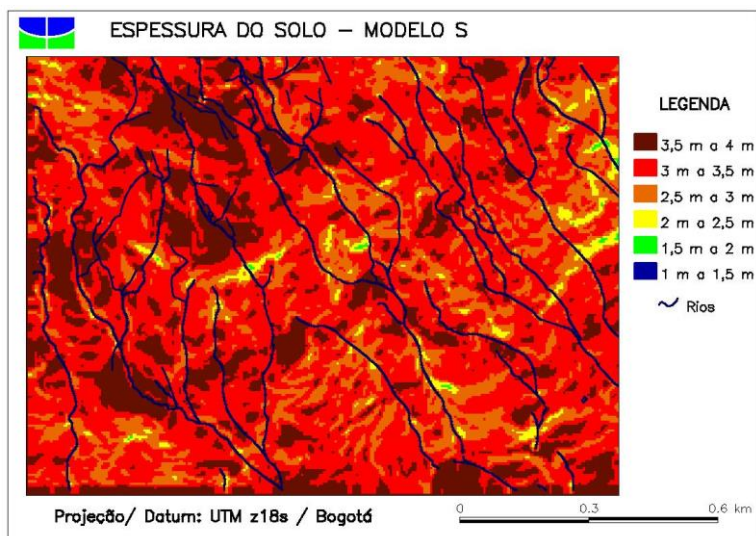 ESPESSURA DO SOLO – MODELO S
LEGENDA
3,5 m a 4 m
3 m a 3,5 m
2,5 m a 3 m
2 m a 2,5 m
1,5 m a 2 m
1 m a 1,5 m
Rios
Projeção/ Datum: UTM z18s / Bogotá
0 0.3 0.6 km